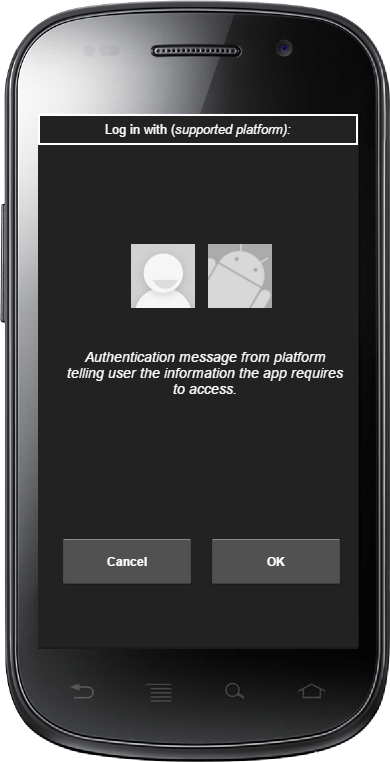 Log in with (supported platform):
Authentication message from platform
telling user the information the app requires
to access.
Cancel
OK